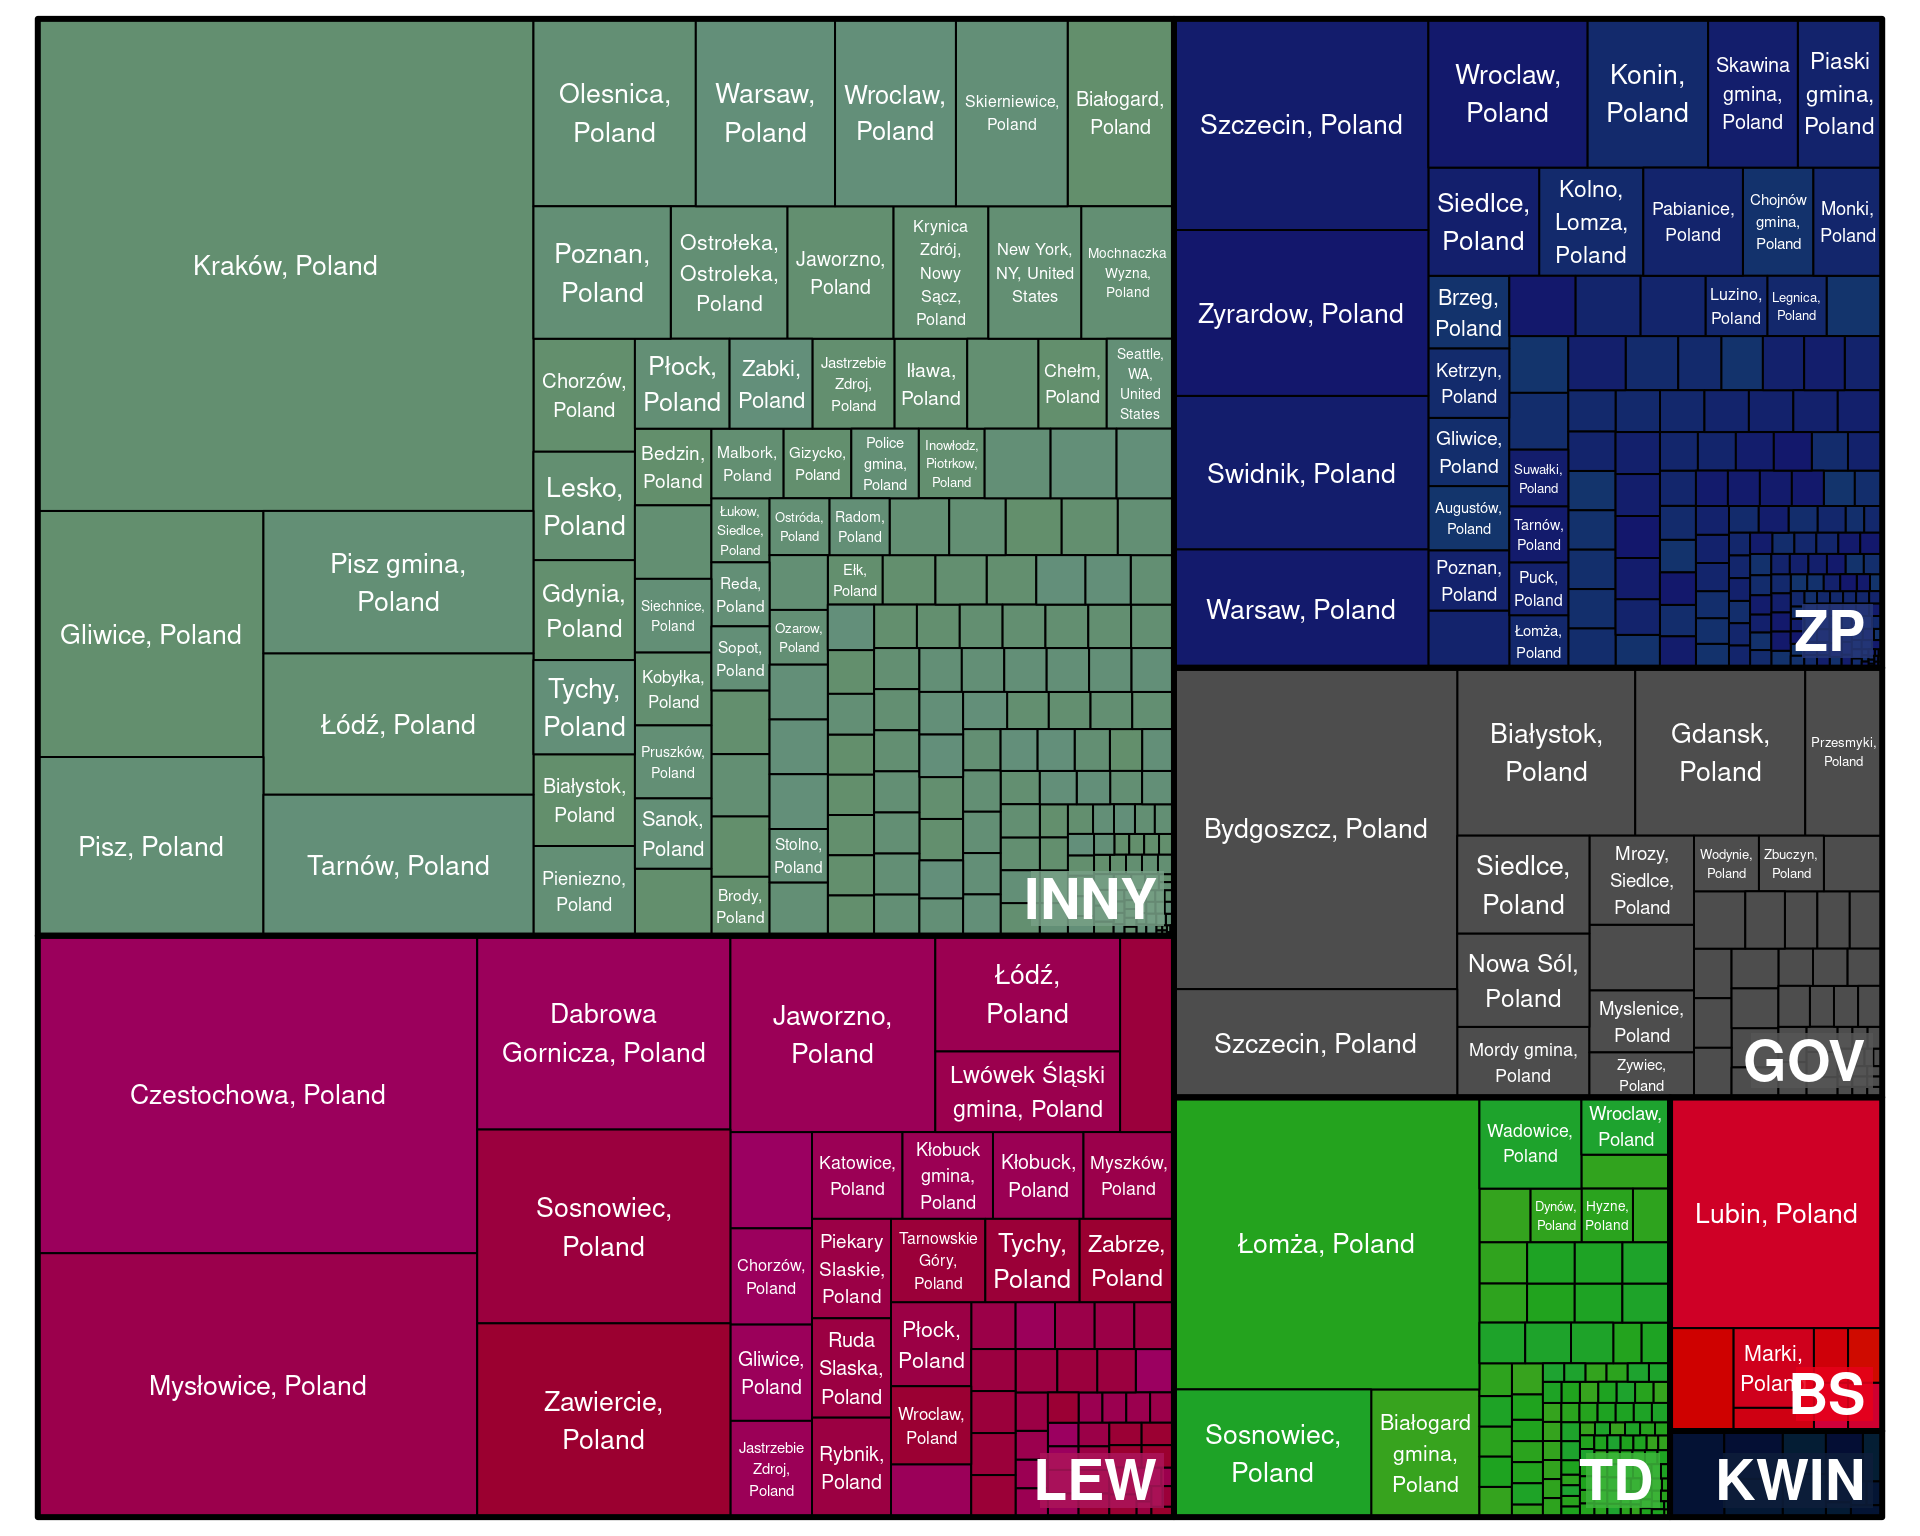 Kraków, Poland
Gliwice, Poland
Pisz, Poland
Pisz gmina,
Poland
Łódź, Poland
Tarnów, Poland
Olesnica,
Poland
Warsaw,
Poland
Wroclaw,
Poland
Skierniewice,
Poland
Białogard,
Poland
Poznan,
Poland
Ostrołeka,
Ostroleka,
Poland
Jaworzno,
Poland
Krynica
Zdrój,
Nowy
Sącz,
Poland
New York,
NY, United
States
Mochnaczka
Wyzna,
Poland
Chorzów,
Poland
Lesko,
Poland
Gdynia,
Poland
Tychy,
Poland
Białystok,
Poland
Pieniezno,
Poland
Płock,
Poland
Zabki,
Poland
Jastrzebie
Zdroj,
Poland
Iława,
Poland
Chełm,
Poland
Seattle,
WA,
United
States
Bedzin,
Poland
Siechnice,
Poland
Kobyłka,
Poland
Pruszków,
Poland
Sanok,
Poland
Malbork,
Poland
Gizycko,
Poland
Police
gmina,
Poland
Inowłodz,
Piotrkow,
Poland
Łukow,
Siedlce,
Poland
Reda,
Poland
Sopot,
Poland
Brody,
Poland
Ostróda,
Poland
Radom,
Poland
Ozarow,
Poland
Stolno,
Poland
Ełk,
Poland
INNY
Szczecin, Poland
Zyrardow, Poland
Swidnik, Poland
Warsaw, Poland
Wroclaw,
Poland
Konin,
Poland
Skawina
gmina,
Poland
Piaski
gmina,
Poland
Siedlce,
Poland
Kolno,
Lomza,
Poland
Pabianice,
Poland
Chojnów
gmina,
Poland
Monki,
Poland
Brzeg,
Poland
Ketrzyn,
Poland
Gliwice,
Poland
Augustów,
Poland
Poznan,
Poland
Luzino,
Poland
Legnica,
Poland
Suwałki,
Poland
Tarnów,
Poland
Puck,
Poland
Łomża,
Poland
ZP
Bydgoszcz, Poland
Szczecin, Poland
Białystok,
Poland
Gdansk,
Poland
Przesmyki,
Poland
Siedlce,
Poland
Nowa Sól,
Poland
Mordy gmina,
Poland
Mrozy,
Siedlce,
Poland
Myslenice,
Poland
Zywiec,
Poland
Wodynie,
Poland
Zbuczyn,
Poland
GOV
Czestochowa, Poland
Mysłowice, Poland
Dabrowa
Gornicza, Poland
Sosnowiec,
Poland
Zawiercie,
Poland
Jaworzno,
Poland
Łódź,
Poland
Lwówek Śląski
gmina, Poland
Chorzów,
Poland
Gliwice,
Poland
Jastrzebie
Zdroj,
Poland
Katowice,
Poland
Kłobuck
gmina,
Poland
Kłobuck,
Poland
Myszków,
Poland
Piekary
Slaskie,
Poland
Ruda
Slaska,
Poland
Rybnik,
Poland
Tarnowskie
Góry,
Poland
Tychy,
Poland
Zabrze,
Poland
Płock,
Poland
Wroclaw,
Poland
LEW
Łomża, Poland
Sosnowiec,
Poland
Białogard
gmina,
Poland
Wadowice,
Poland
Wroclaw,
Poland
Dynów,
Poland
Hyzne,
Poland
TD
Lubin, Poland
Marki,
Poland
BS
KWIN